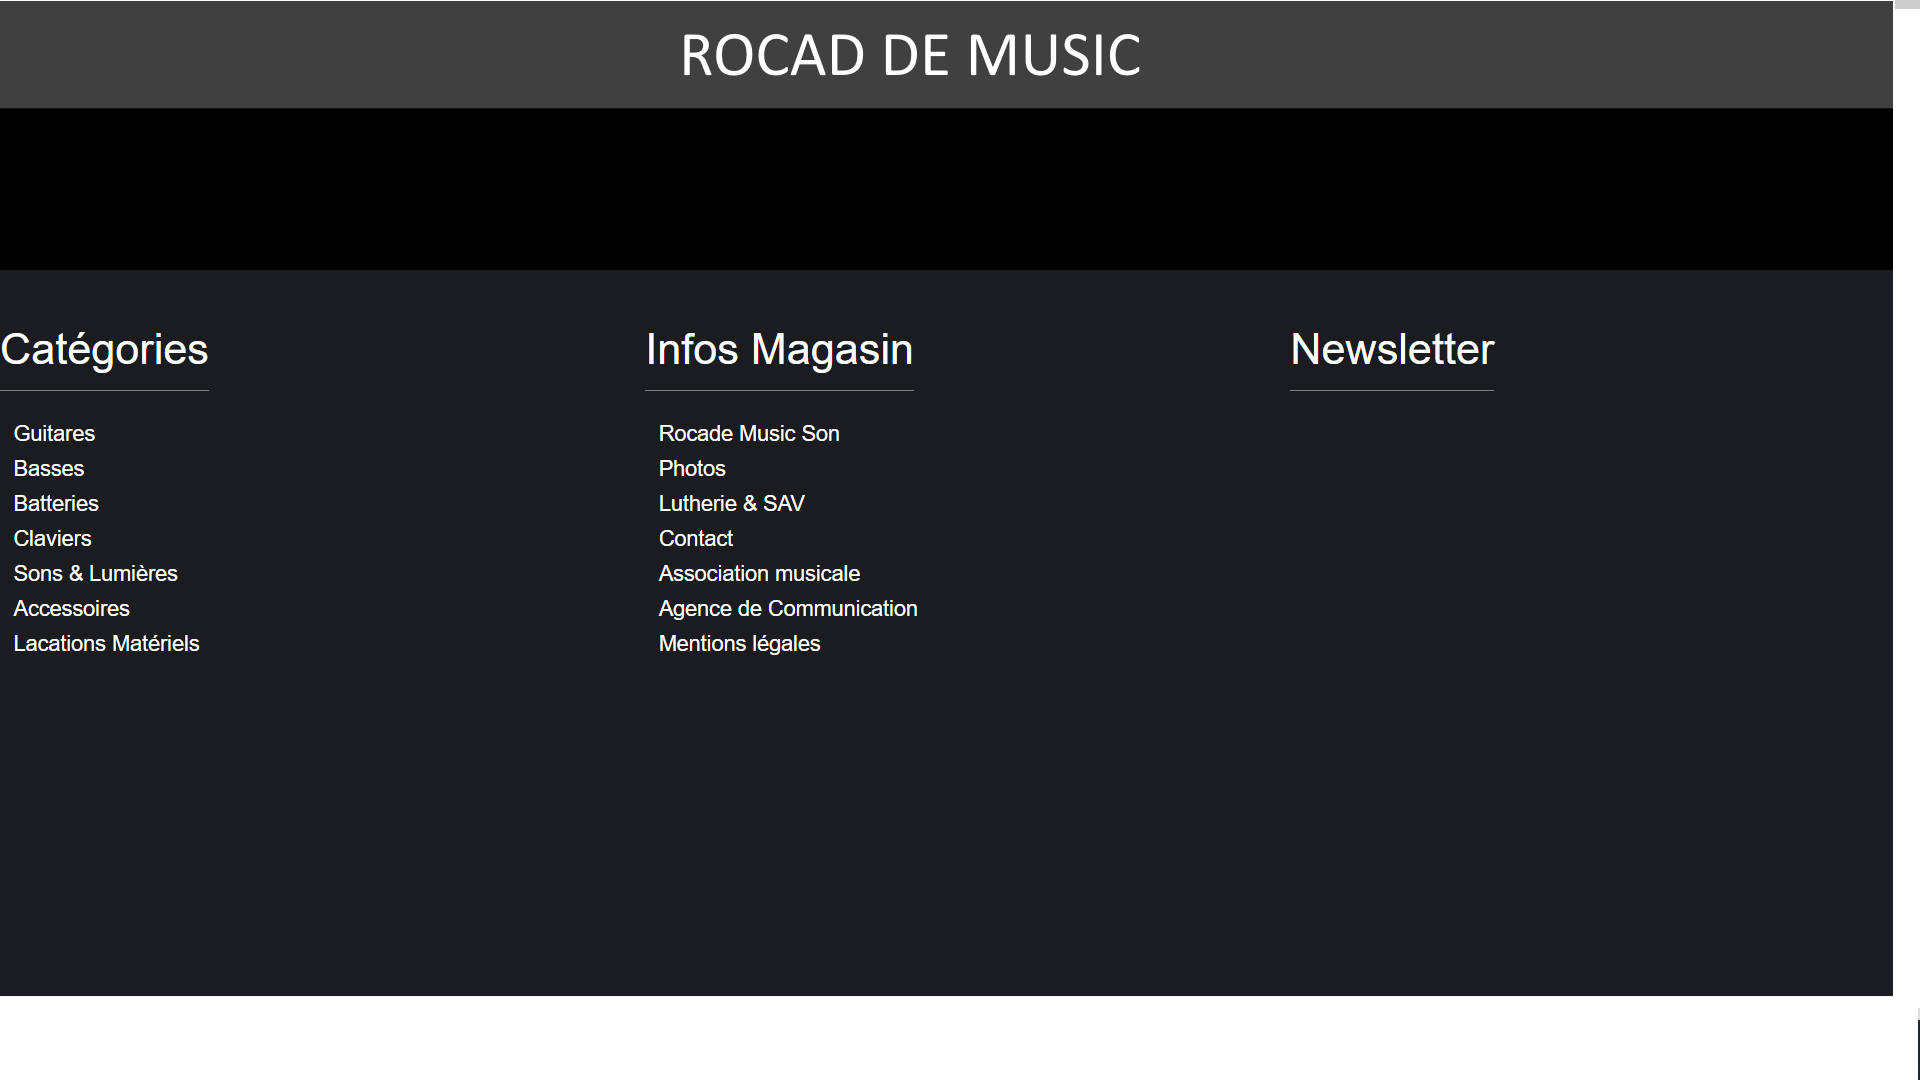 ROCAD DE MUSIC
Catégories
Guitares
Basses
Batteries
Claviers
Sons & Lumières
Accessoires
Lacations Matériels
Infos Magasin
Rocade Music Son
Photos
Lutherie & SAV
Contact
Association musicale
Agence de Communication
Mentions légales
Newsletter